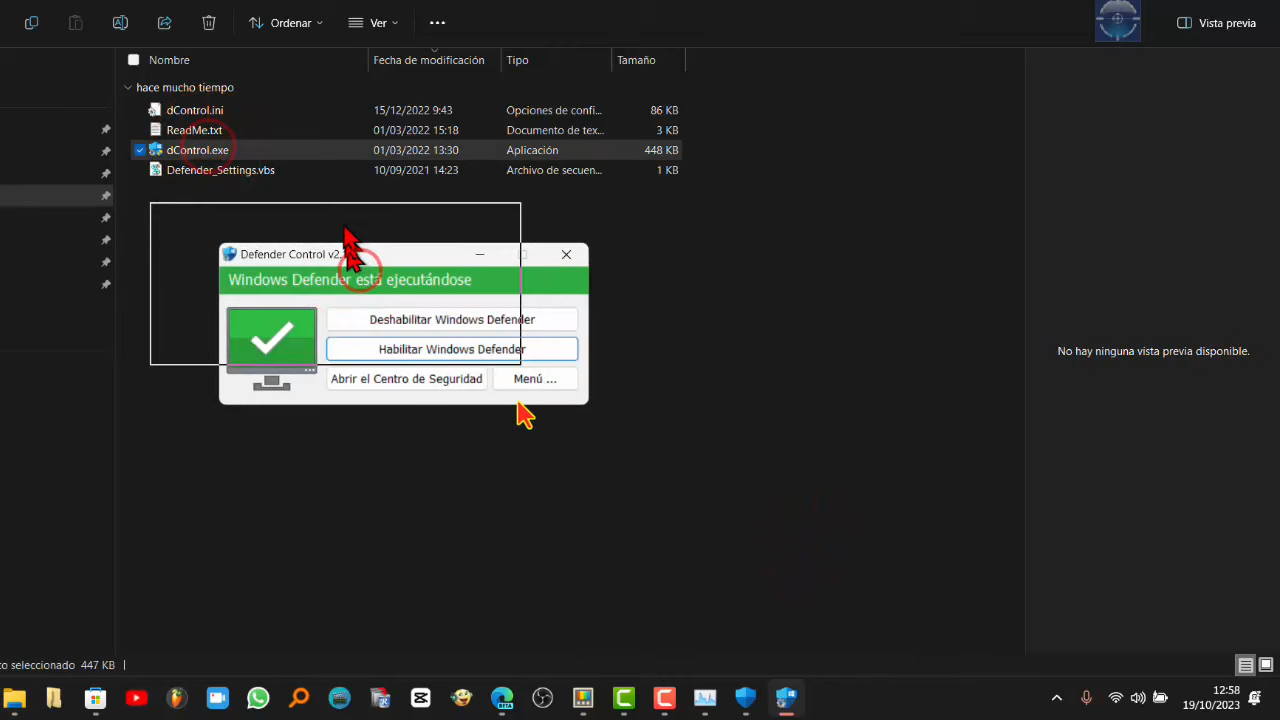 Ordenar
Ver
Vista previa
Nombre
Fecha de modificación
Tipo
Tamaño
hace mucho tiempo
dControl.ini
15/12/2022 9:43
Opciones de confi...
86 KB
ReadMe.txt
01/03/2022 15:18
Documento de tex...
3 KB
dControl.exe
01/03/2022 13:30
Aplicación
448 KB
Defender_Settings.vbs
10/09/2021 14:23
Archivo de secuen...
1 KB
Defender Control
Windows Defender está ejecutándose
Deshabilitar Windows Defender
Habilitar Windows Defender
Abrir el Centro de Seguridad
Menú ...
No hay ninguna vista previa disponible.
to seleccionado 447 KB
12:58
19/10/2023